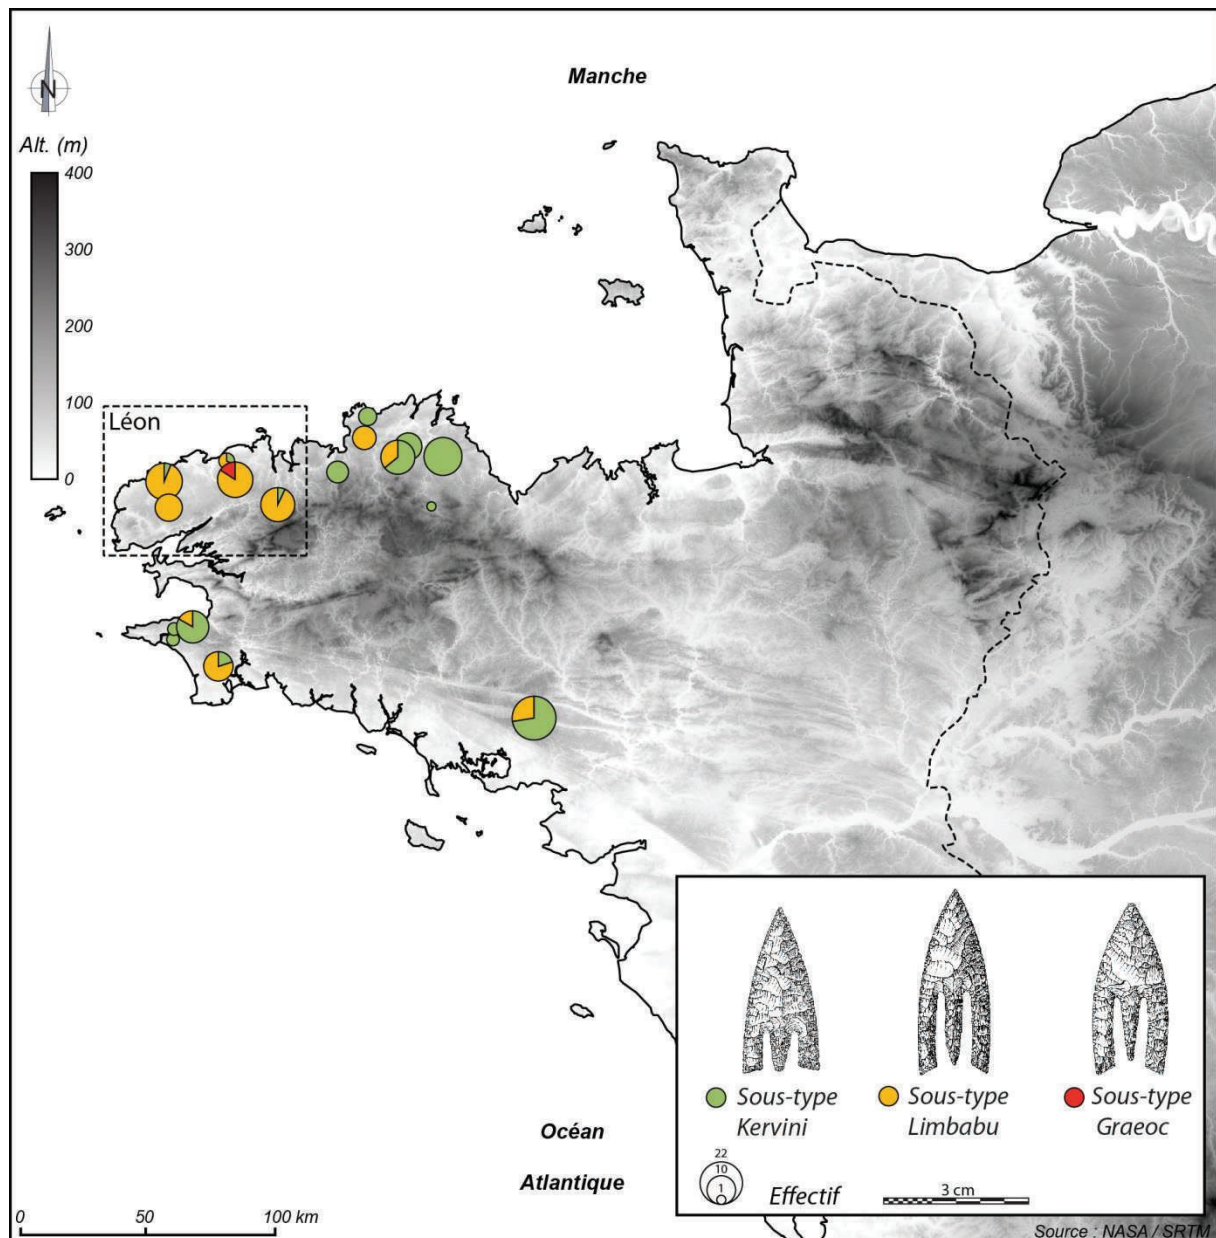 Manche
N
Alt. (m)
400
300
200
100
0
Léon
Sous-type
Kervini
Sous-type
Limbabu
Sous-type
Graeoc
22
10
1
Effectif
3 cm
Océan
Atlantique
0 50 100 km
Source : NASA / SRTM